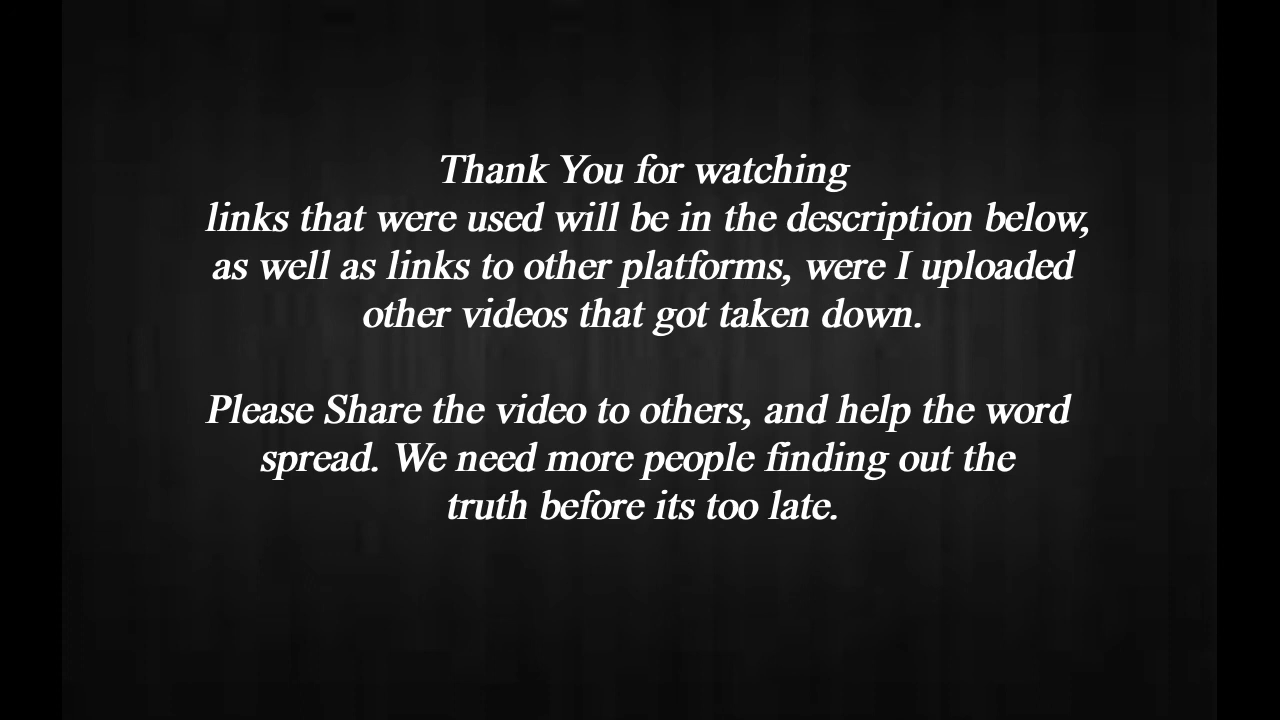 Thank You for watching
links that were used will be in the description below,
as well as links to other platforms, were I uploaded
other videos that got taken down.
Please Share the video to others, and help the word
spread. We need more people finding out the
truth before its too late.